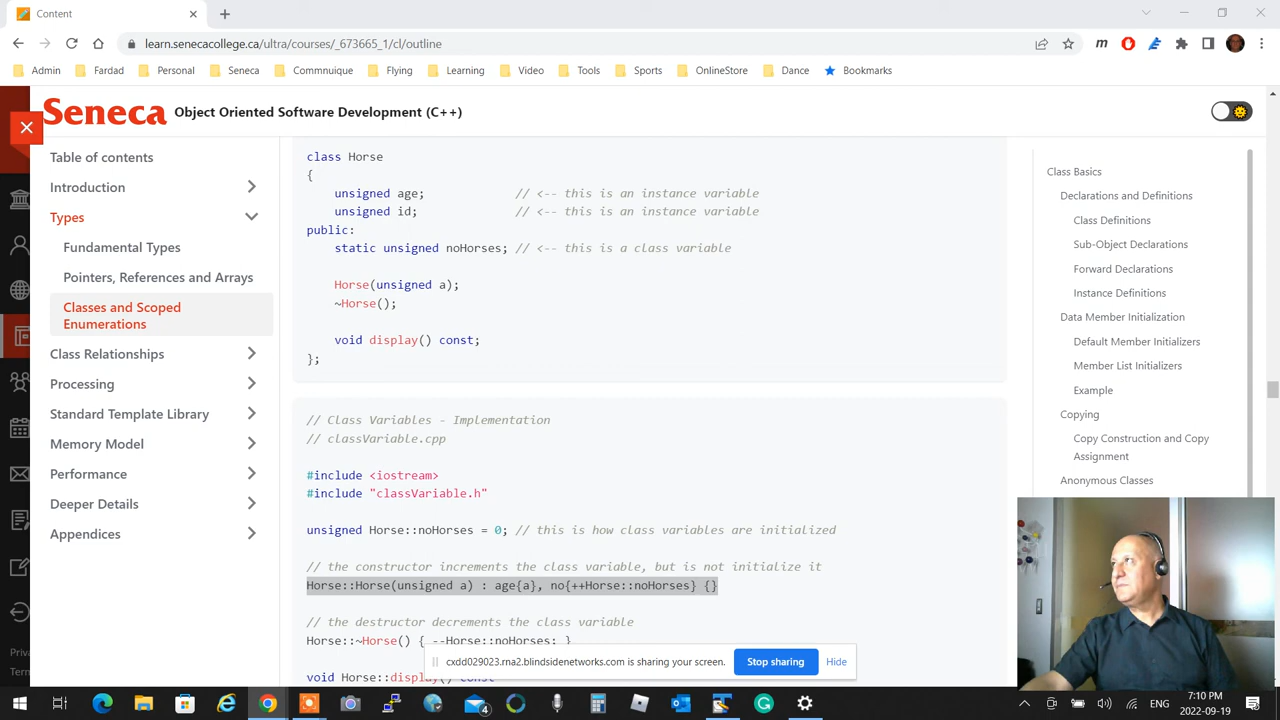 Content
learn.senecacollege.ca/ultra/courses/_673665_1/cl/outline
Admin
Fardad
Personal
Seneca
Commnuique
Flying
Learning
Video
Tools
Sports
OnlineStore
Dance
Bookmarks
Seneca
Object Oriented Software Development (C++)
Table of contents
Introduction
Types
Fundamental Types
Pointers, References and Arrays
Classes and Scoped
Enumerations
Class Relationships
Processing
Standard Template Library
Memory Model
Performance
Deeper Details
Appendices
Priva
Term
class Horse
{
unsigned age; // <-- this is an instance variable
unsigned id; // <-- this is an instance variable
public:
static unsigned noHorses; // <-- this is a class variable
Horse(unsigned a);
~Horse();
void display() const;
};
// Class Variables - Implementation
// classVariable.cpp
#include <iostream>
#include "classVariable.h"
unsigned Horse::noHorses = 0; // this is how class variables are initialized
// the constructor increments the class variable, but is not initialize it
Horse::Horse(unsigned a) : age{a}, no{++Horse::noHorses} {}
// the destructor decrements the class variable
Horse::~Horse() { --Horse::noHorses; }
void Horse::display() const
cxdd029023.rna2.blindsidenetworks.com is sharing your screen.
Stop sharing
Hide
Class Basics
Declarations and Definitions
Class Definitions
Sub-Object Declarations
Forward Declarations
Instance Definitions
Data Member Initialization
Default Member Initializers
Member List Initializers
Example
Copying
Copy Construction and Copy
Assignment
Anonymous Classes
4
ENG
7:10 PM
2022-09-19